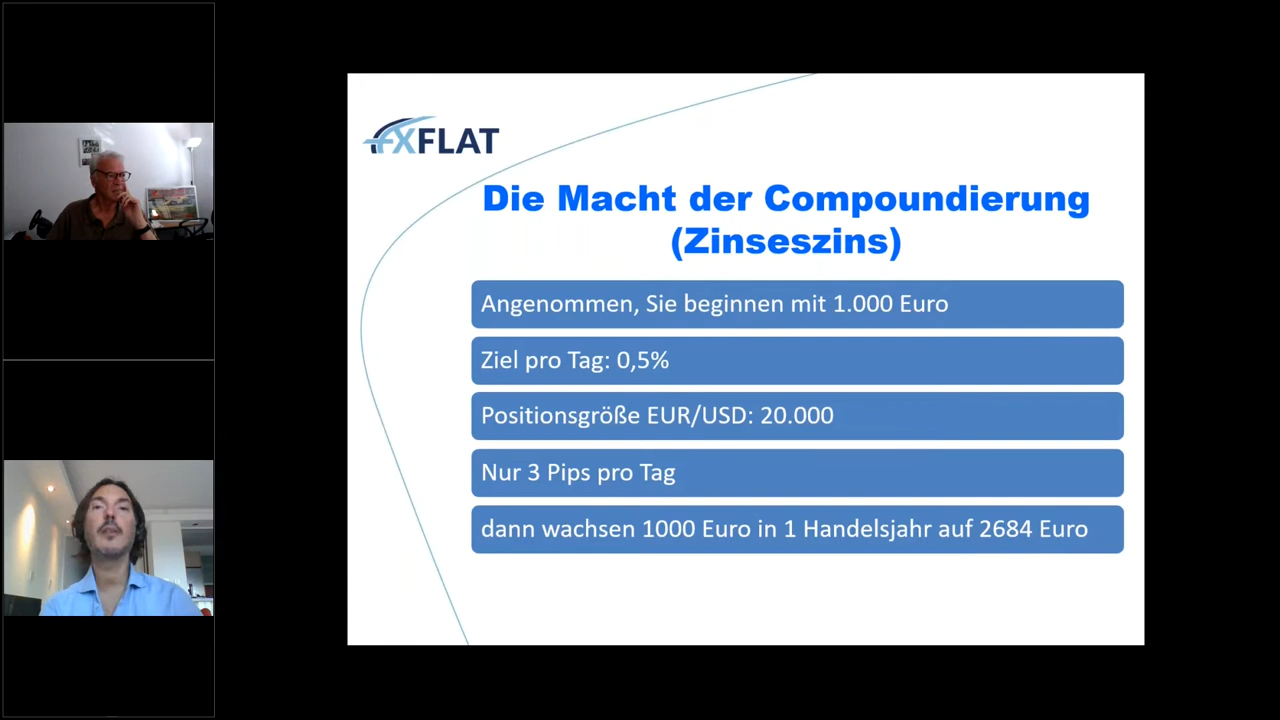 FXFLAT
Die Macht der Compoundierung
(Zinseszins)
Angenommen, Sie beginnen mit 1.000 Euro
Ziel pro Tag: 0,5%
Positionsgröße EUR/USD: 20.000
Nur 3 Pips pro Tag
dann wachsen 1000 Euro in 1 Handelsjahr auf 2684 Euro